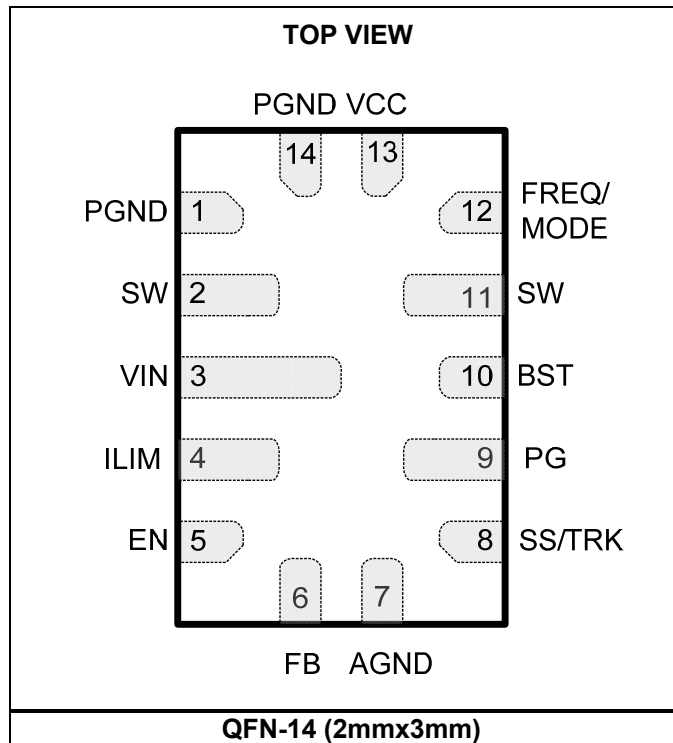 TOP VIEW
PGND VCC
14 13
PGND 1 12 FREQ/
MODE
SW 2 11 SW
VIN 3 10 BST
ILIM 4 9 PG
EN 5 8 SS/TRK
6 7
FB AGND
QFN-14 (2mmx3mm)